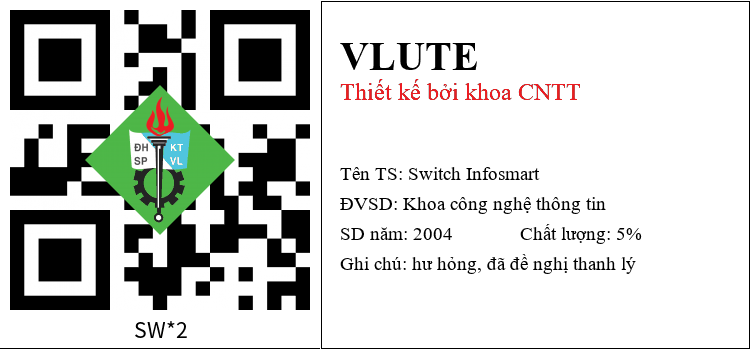 ĐH KT
SP VL
SW*2
VLUTE
Thiết kế bởi khoa CNTT
Tên TS: Switch Infosmart
ĐVSD: Khoa công nghệ thông tin
SD năm: 2004 Chất lượng: 5%
Ghi chú: hư hỏng, đã đề nghị thanh lý